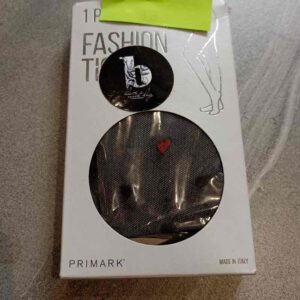 1 P
FASHION
TI
b
PRIMARK
MADE IN ITALY